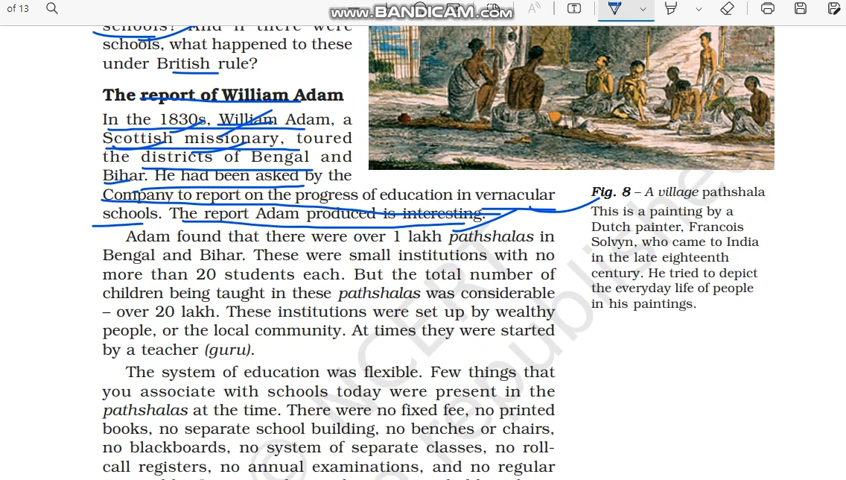 of 13
WWW.BANDICAM.COM
schools? And if there were
schools, what happened to these
under British rule?
The report of William Adam
In the 1830s, William Adam, a
Scottish missionary, toured
the districts of Bengal and
Bihar. He had been asked by the
Company to report on the progress of education in vernacular
schools. The report Adam produced is interesting.
Adam found that there were over 1 lakh pathshalas in
Bengal and Bihar. These were small institutions with no
more than 20 students each. But the total number of
children being taught in these pathshalas was considerable
– over 20 lakh. These institutions were set up by wealthy
people, or the local community. At times they were started
by a teacher (guru).
The system of education was flexible. Few things that
you associate with schools today were present in the
pathshalas at the time. There were no fixed fee, no printed
books, no separate school building, no benches or chairs,
no blackboards, no system of separate classes, no roll-
call registers, no annual examinations, and no regular
Fig. 8 – A village pathshala
This is a painting by a
Dutch painter, Francois
Solvyn, who came to India
in the late eighteenth
century. He tried to depict
the everyday life of people
in his paintings.
© NCERT
republish